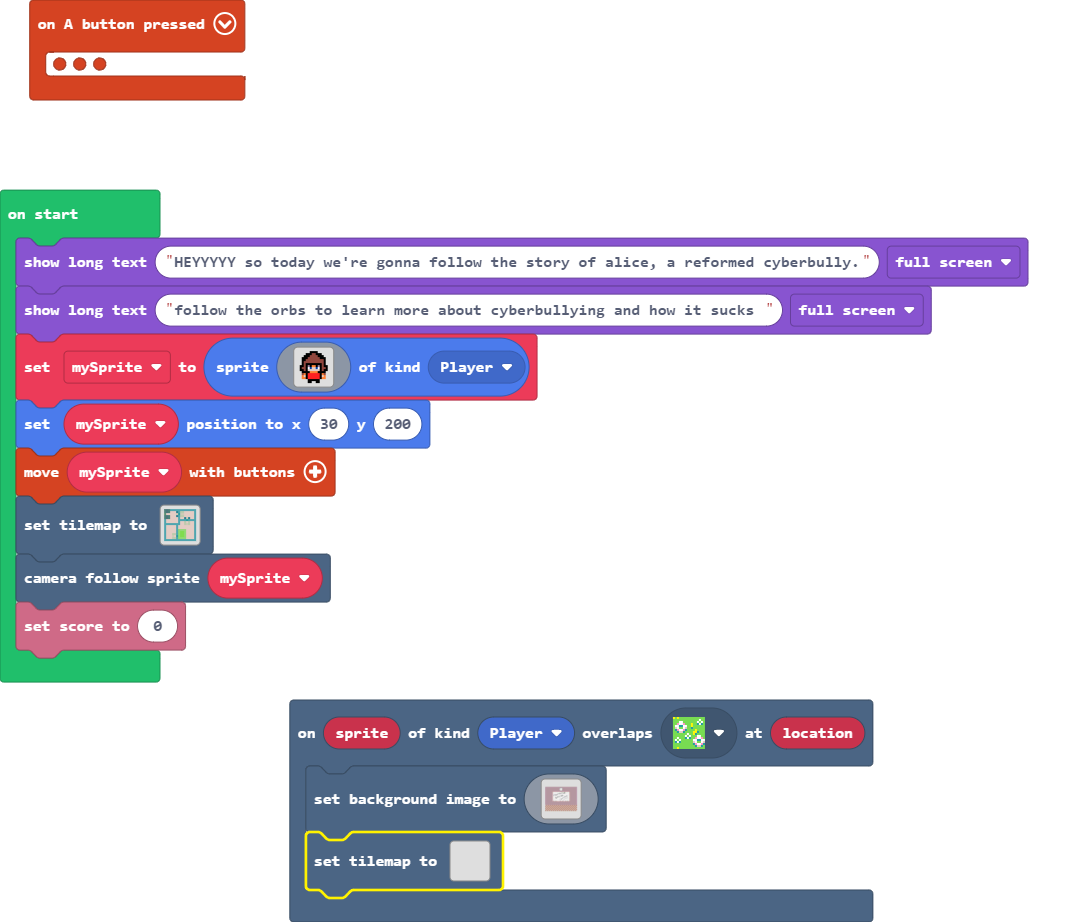 on A button pressed
on start
show long text "HEYYYYY so today we're gonna follow the story of alice, a reformed cyberbully." full screen
show long text "follow the orbs to learn more about cyberbullying and how it sucks " full screen
set mySprite to sprite of kind Player
set mySprite position to x 30 y 200
move mySprite with buttons
set tilemap to
camera follow sprite mySprite
set score to 0
on sprite of kind Player overlaps at location
set background image to
set tilemap to